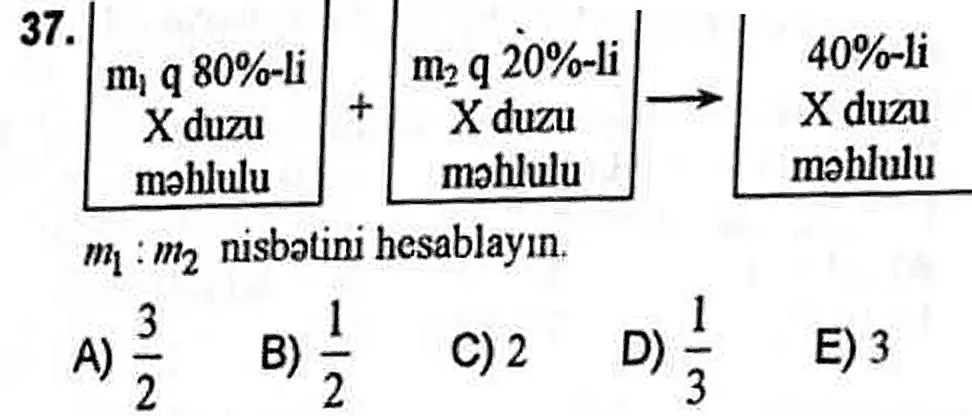 37.
m₁ q 80%-li
X duzu
məhlulu
+
m₂ q 20%-li
X duzu
məhlulu
→
40%-li
X duzu
məhlulu
m₁ : m₂ nisbətini hesablayın.
A) 3/2 B) 1/2 C) 2 D) 1/3 E) 3